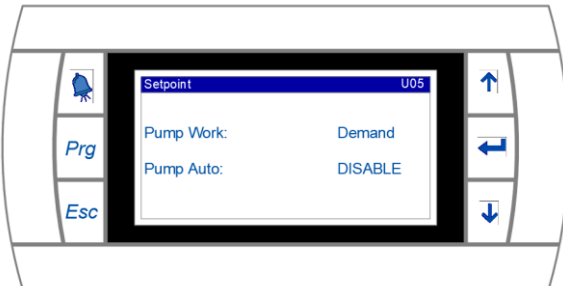 Setpoint U05
Prg
Pump Work: Demand
Pump Auto: DISABLE
Esc